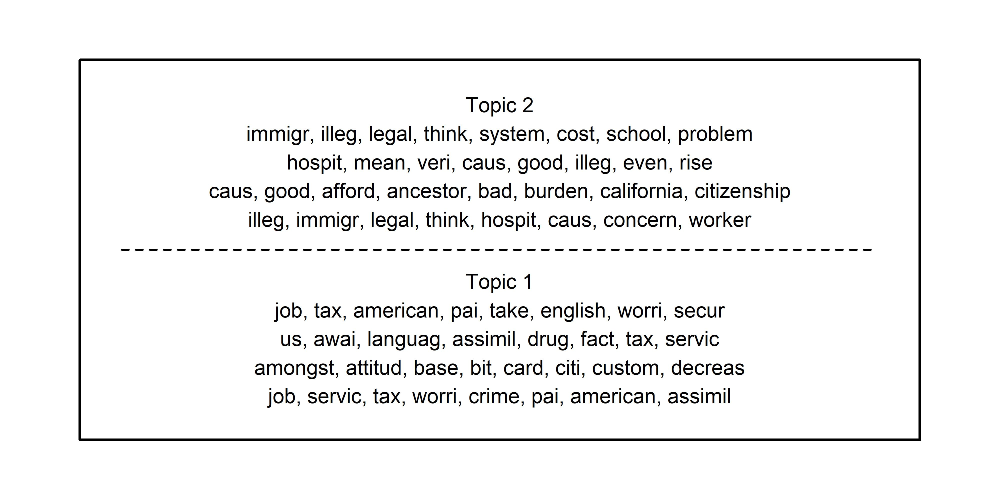 Topic 2
immigr, illeg, legal, think, system, cost, school, problem
hospit, mean, veri, caus, good, illeg, even, rise
caus, good, afford, ancestor, bad, burden, california, citizenship
illeg, immigr, legal, think, hospit, caus, concern, worker
Topic 1
job, tax, american, pai, take, english, worri, secur
us, awai, languag, assimil, drug, fact, tax, servic
amongst, attitud, base, bit, card, citi, custom, decreas
job, servic, tax, worri, crime, pai, american, assimil